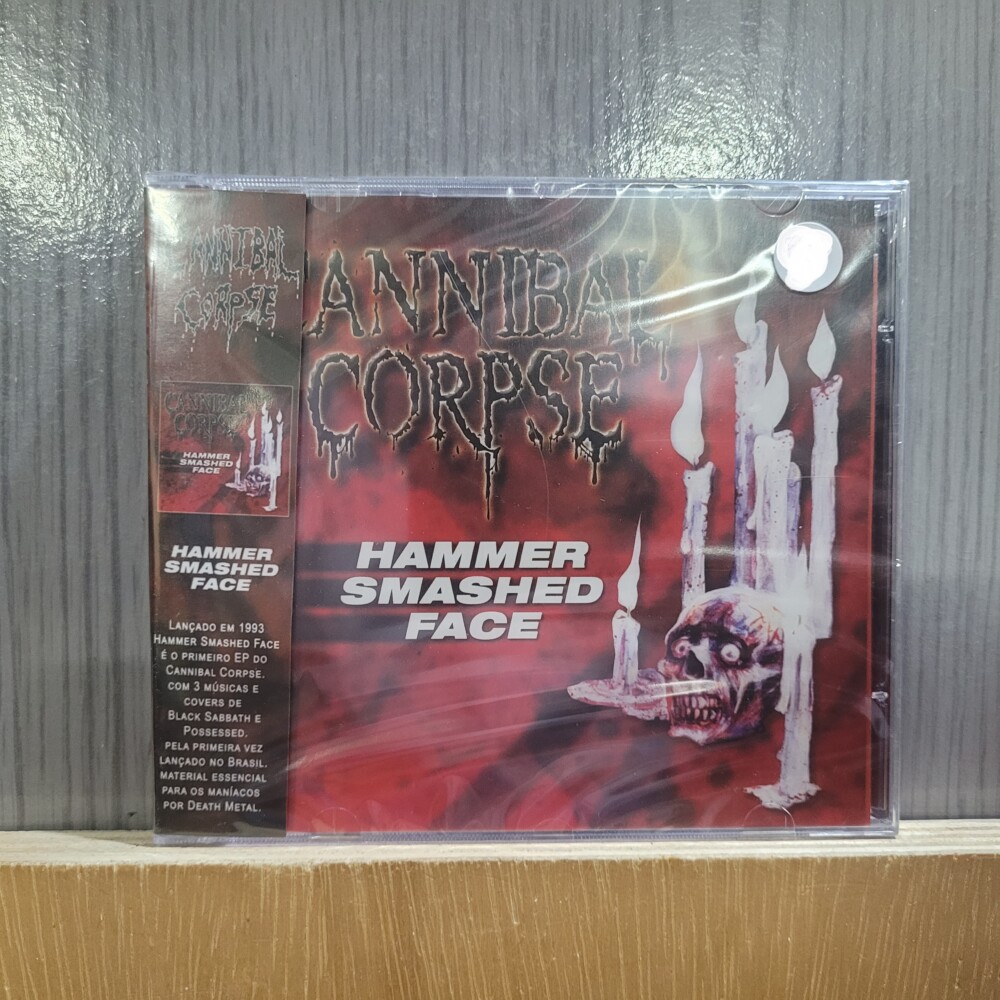 CANNIBAL
CORPSE
CANNIBAL
CORPSE
HAMMER
SMASHED
FACE
HAMMER
SMASHED
FACE
LANÇADO EM 1993
HAMMER SMASHED FACE
É O PRIMEIRO EP DO
CANNIBAL CORPSE.
COM 3 MÚSICAS E
COVERS DE
BLACK SABBATH E
POSSESSED.
PELA PRIMEIRA VEZ
LANÇADO NO BRASIL.
MATERIAL ESSENCIAL
PARA OS MANÍACOS
POR DEATH METAL.
CANNIBAL
CORPSE
HAMMER
SMASHED
FACE